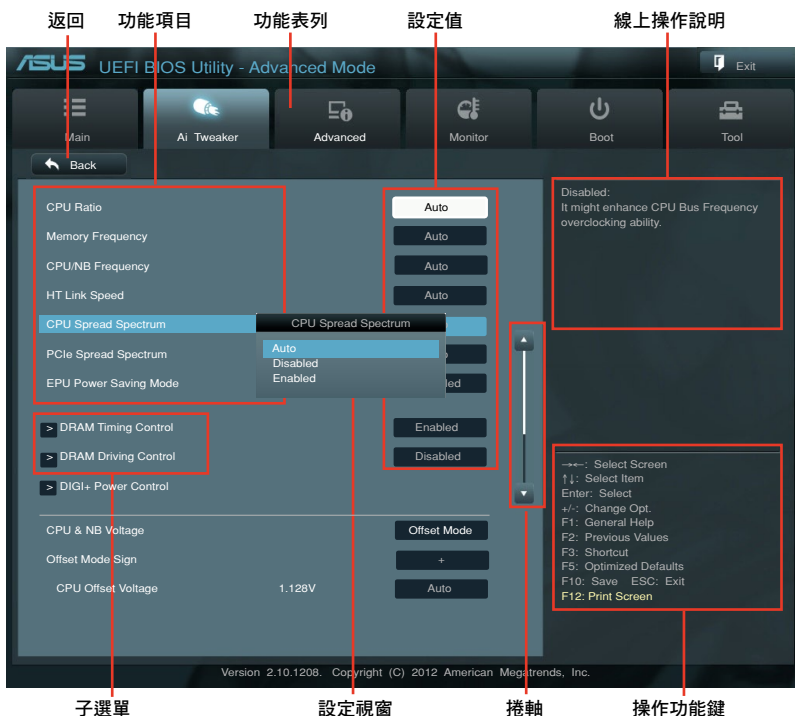 返回 功能項目 功能表列 設定值 線上操作說明
ASUS UEFI BIOS Utility - Advanced Mode Exit
Main Ai Tweaker Advanced Monitor Boot Tool
Back
CPU Ratio Auto
Memory Frequency Auto
CPU/NB Frequency Auto
HT Link Speed Auto
CPU Spread Spectrum
CPU Spread Spectrum
Auto
Disabled
Enabled
PCIe Spread Spectrum
EPU Power Saving Mode
> DRAM Timing Control Enabled
> DRAM Driving Control Disabled
> DIGI+ Power Control
CPU & NB Voltage Offset Mode
Offset Mode Sign +
CPU Offset Voltage 1.128V Auto
Disabled:
It might enhance CPU Bus Frequency
overclocking ability.
→←: Select Screen
↑↓: Select Item
Enter: Select
+/-: Change Opt.
F1: General Help
F2: Previous Values
F3: Shortcut
F5: Optimized Defaults
F10: Save ESC: Exit
F12: Print Screen
Version 2.10.1208. Copyright (C) 2012 American Megatrends, Inc.
子選單 設定視窗 捲軸 操作功能鍵